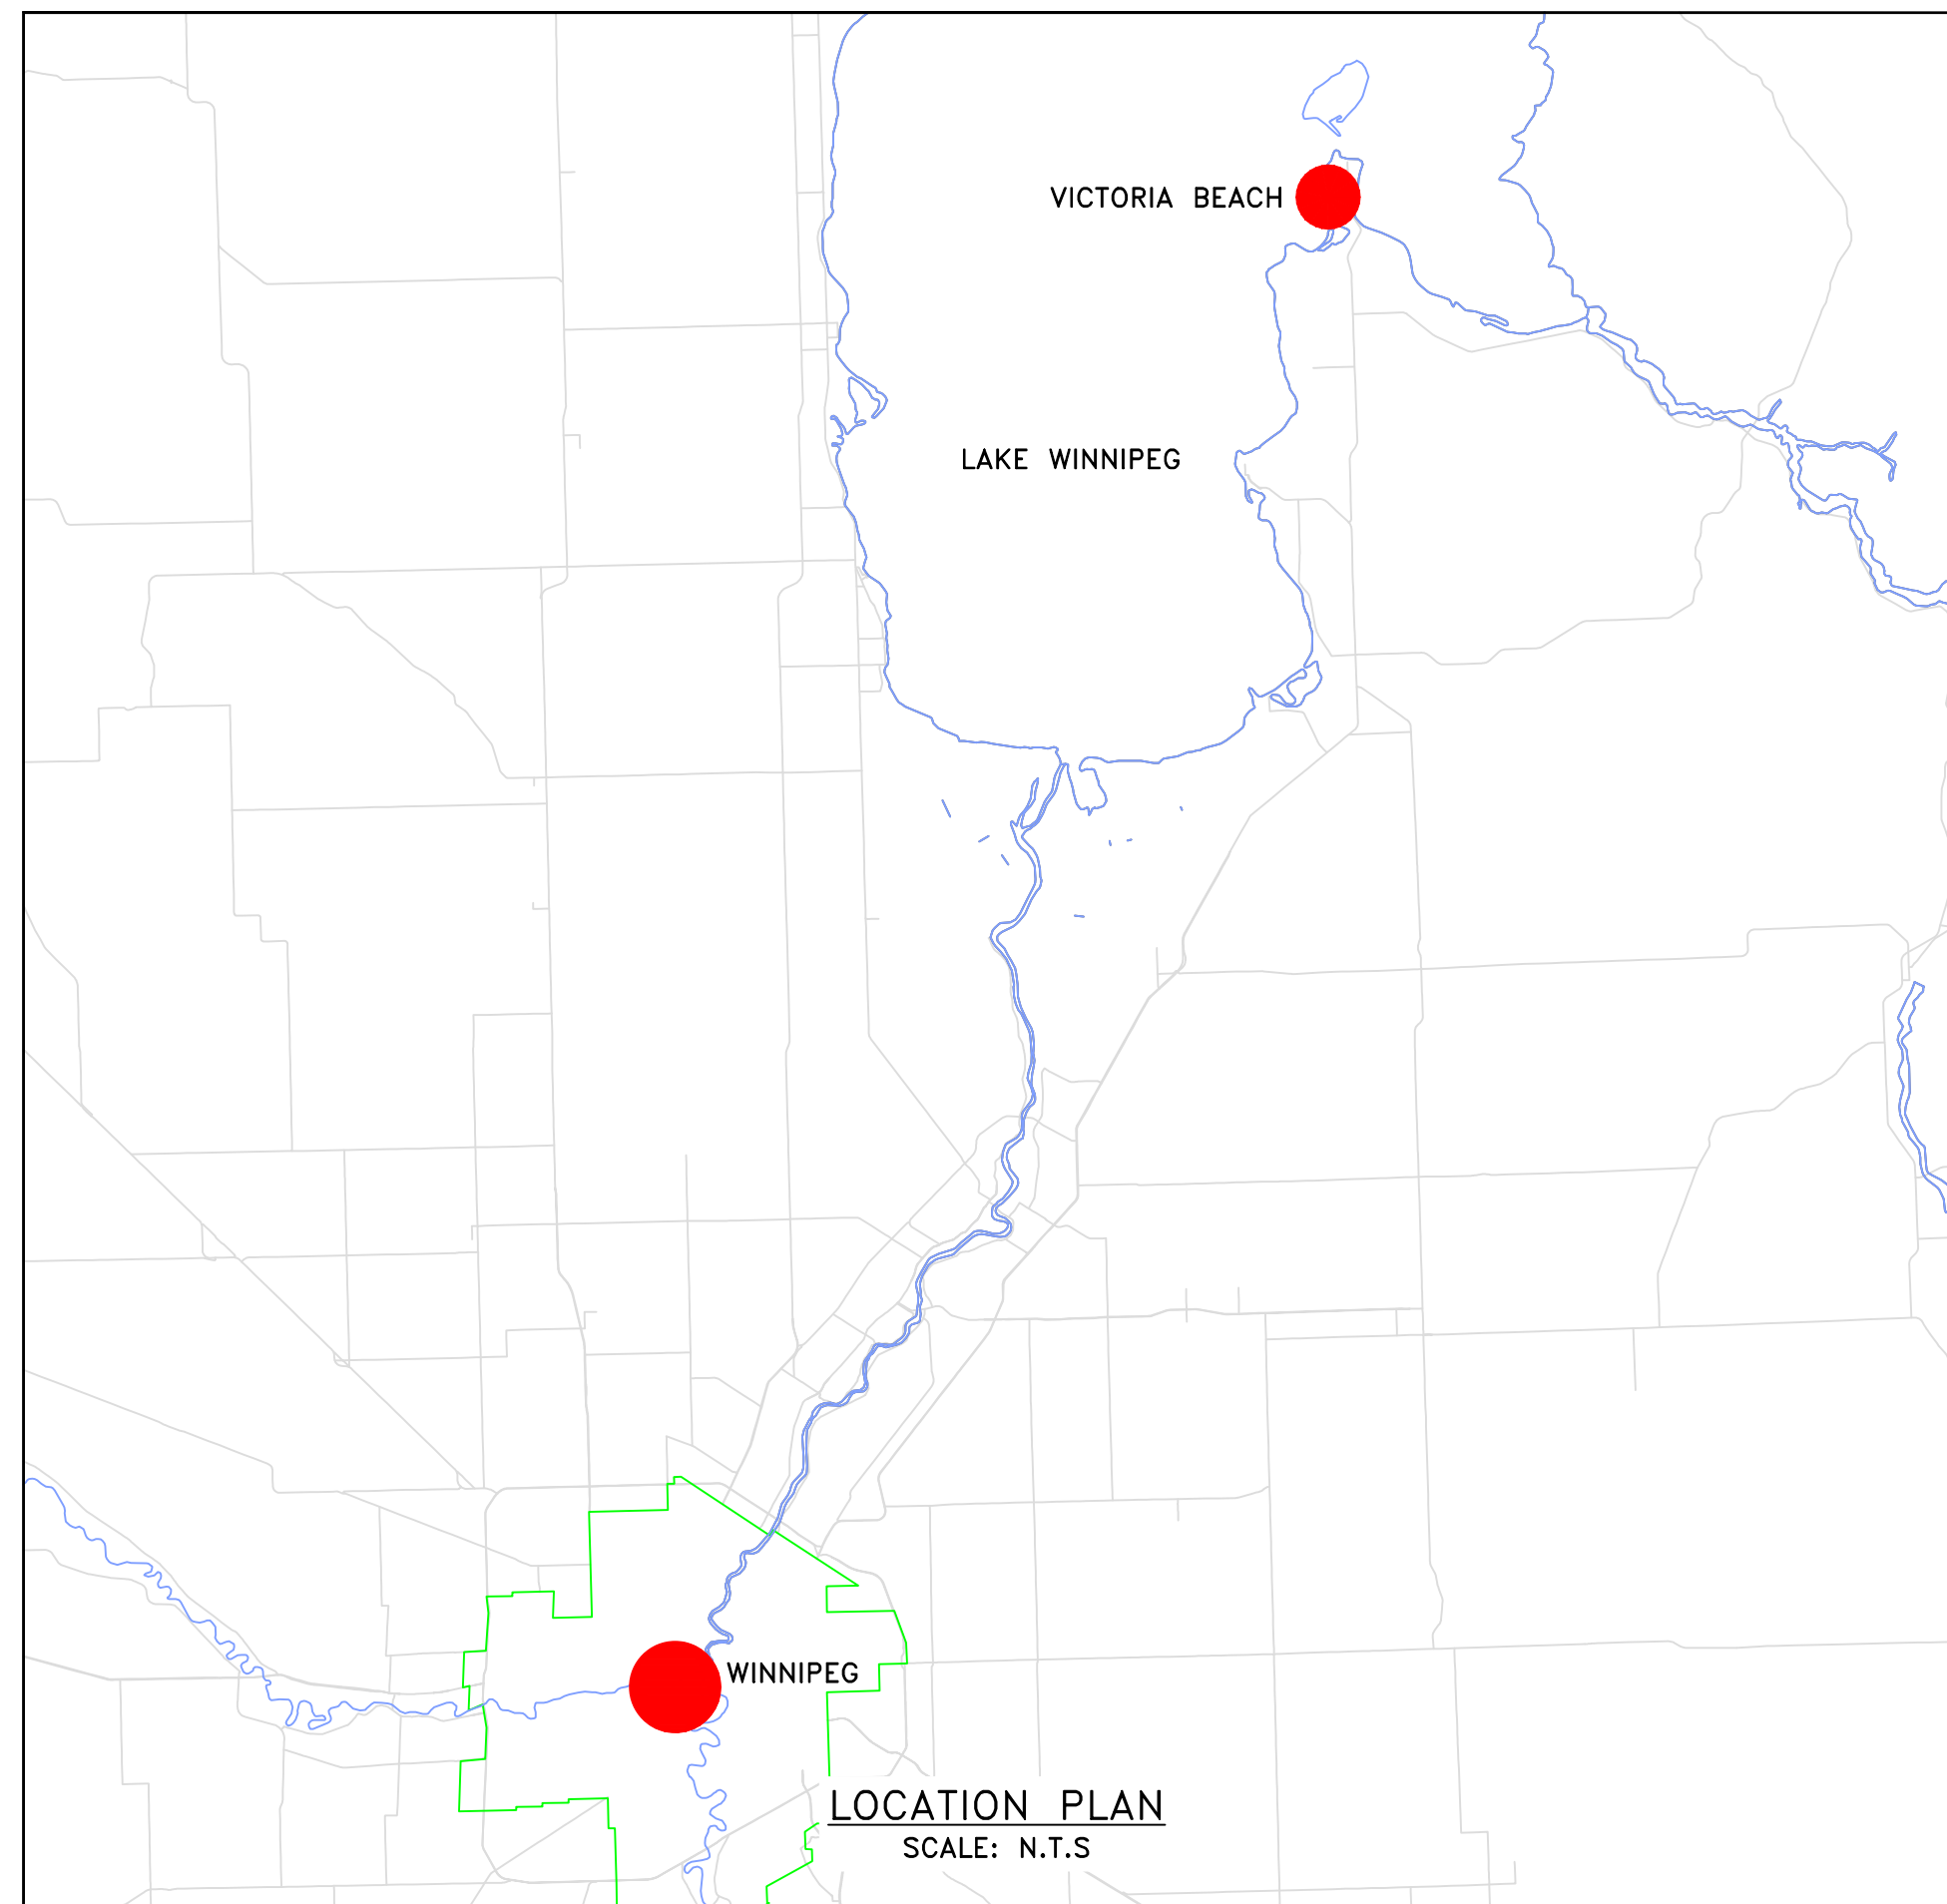 VICTORIA BEACH
LAKE WINNIPEG
WINNIPEG
LOCATION PLAN
SCALE: N.T.S